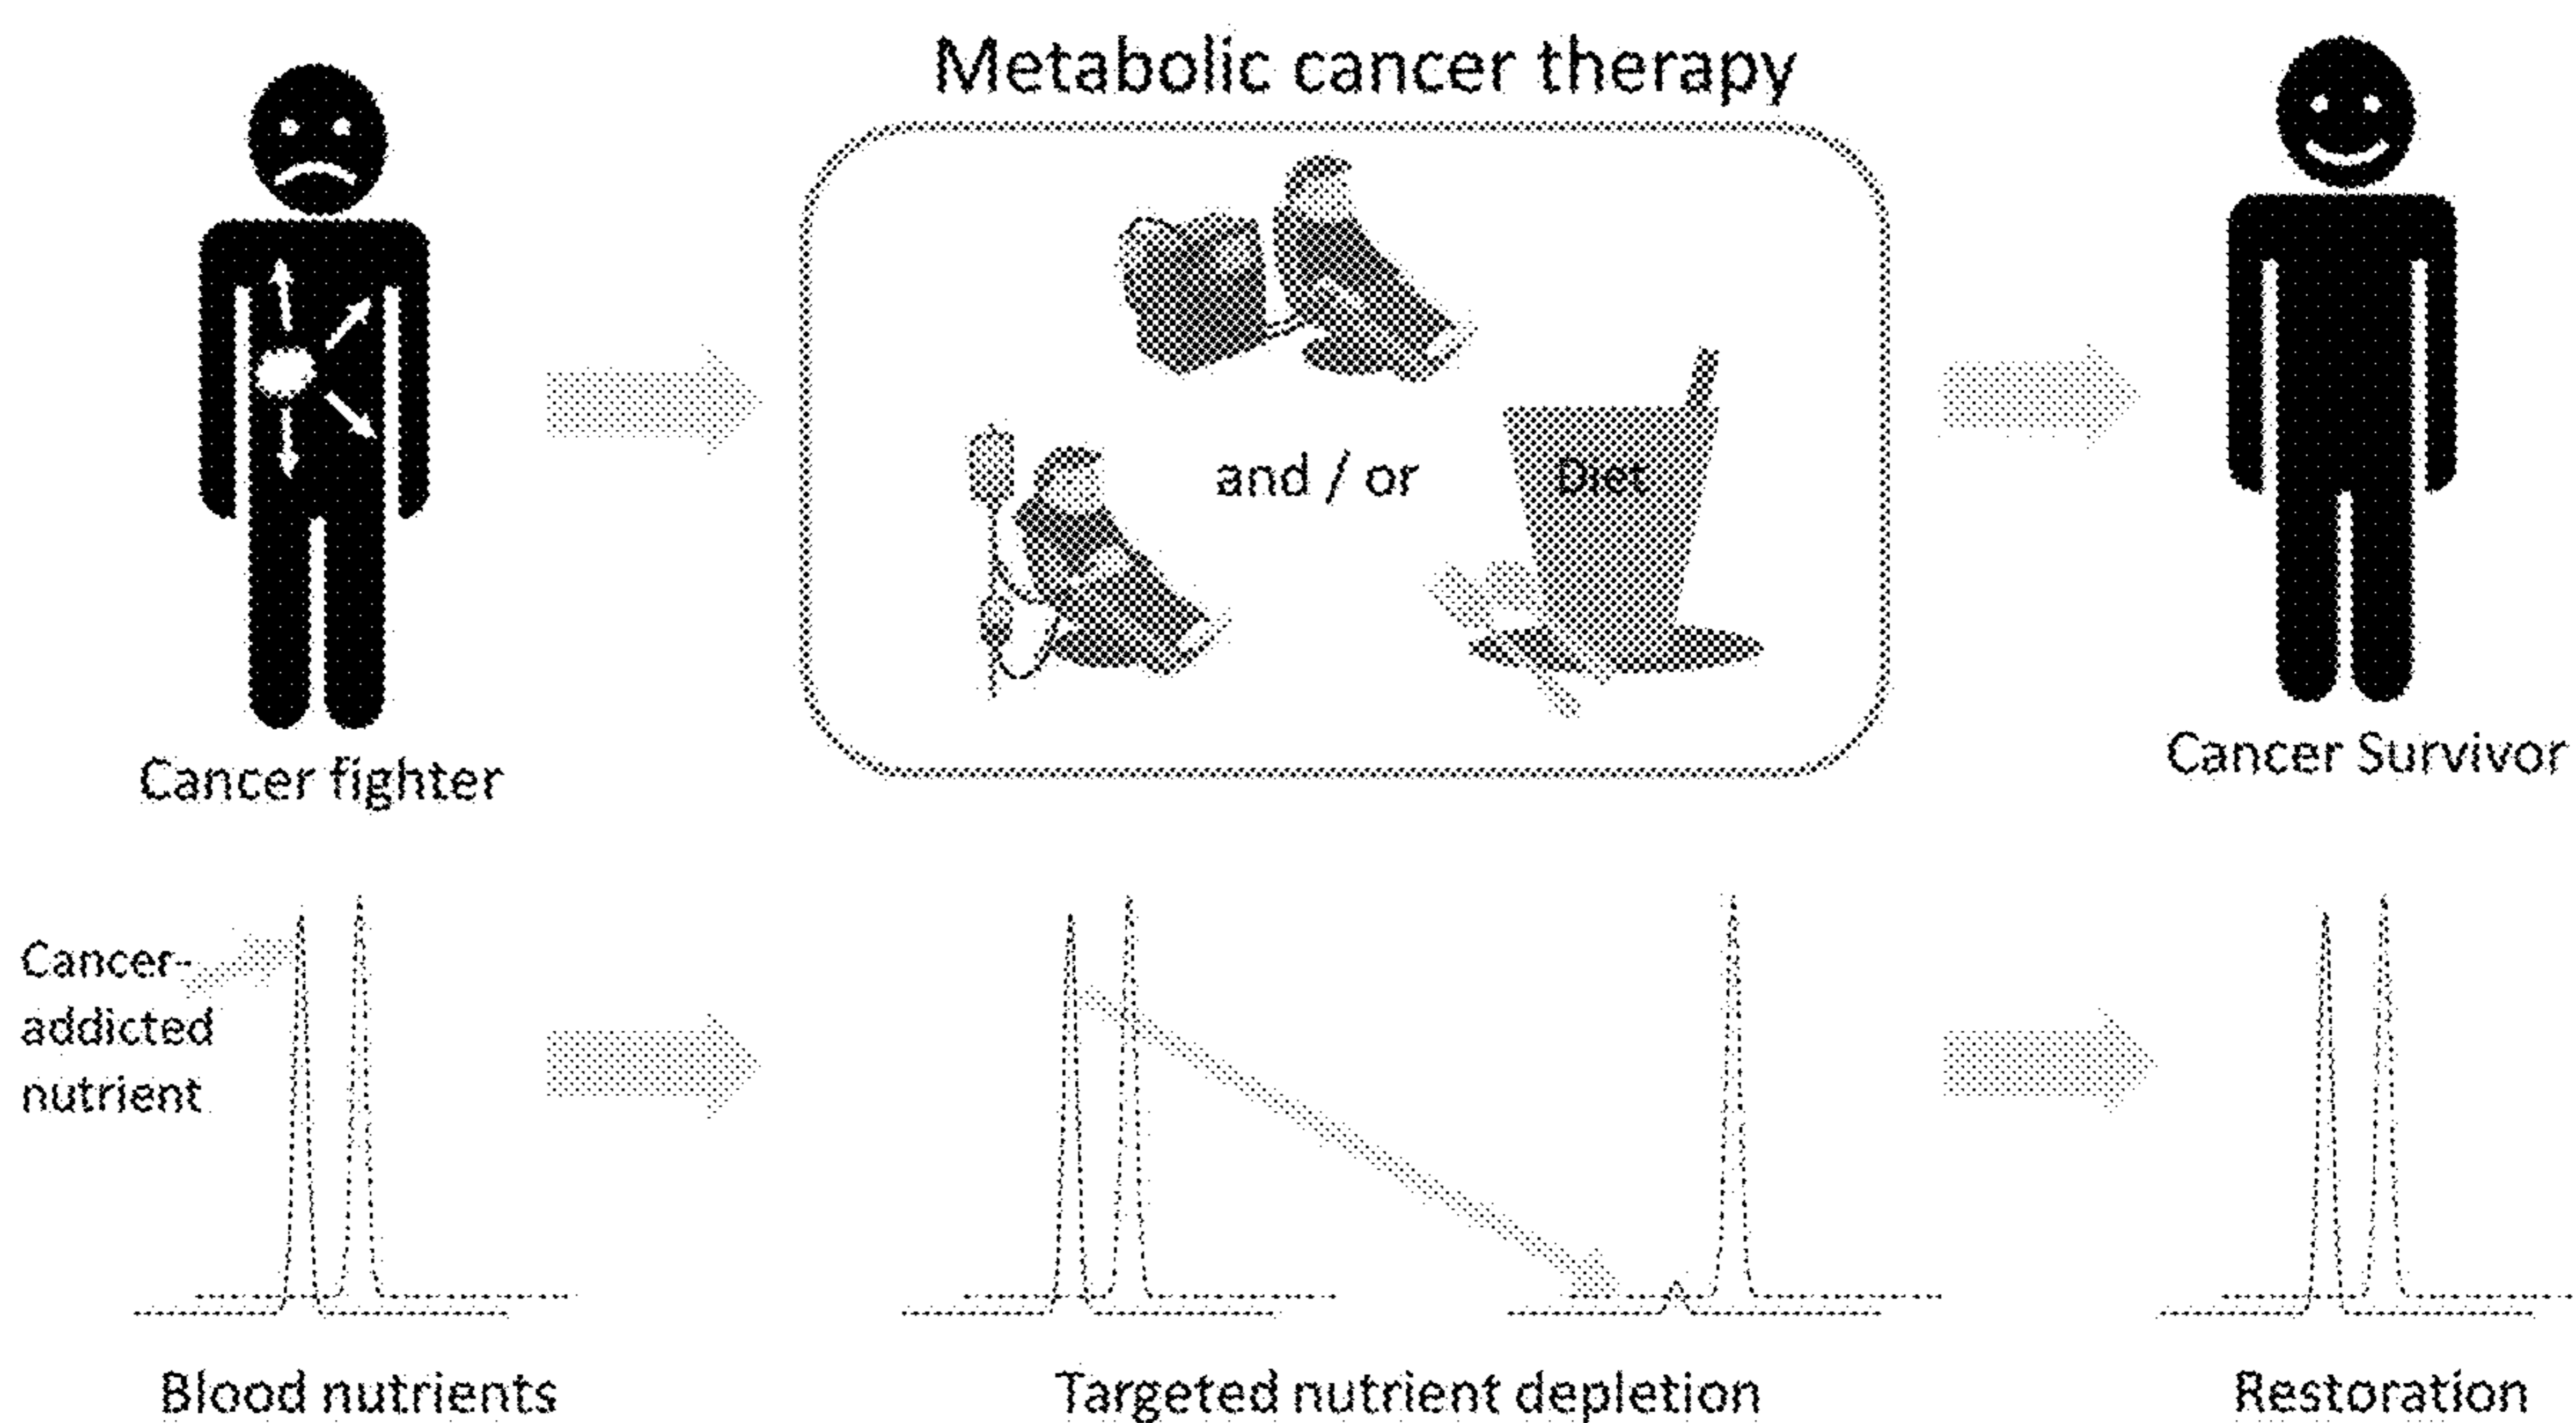 Metabolic cancer therapy
and / or
Diet
Cancer fighter
Cancer Survivor
Cancer-
addicted
nutrient
Blood nutrients
Targeted nutrient depletion
Restoration